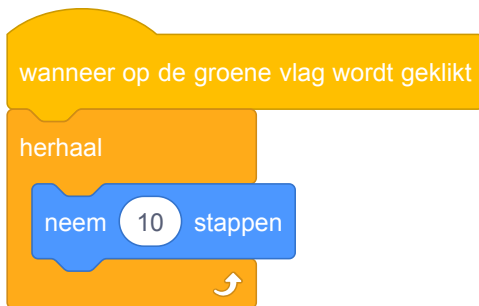 wanneer op de groene vlag wordt geklikt
herhaal
neem 10 stappen